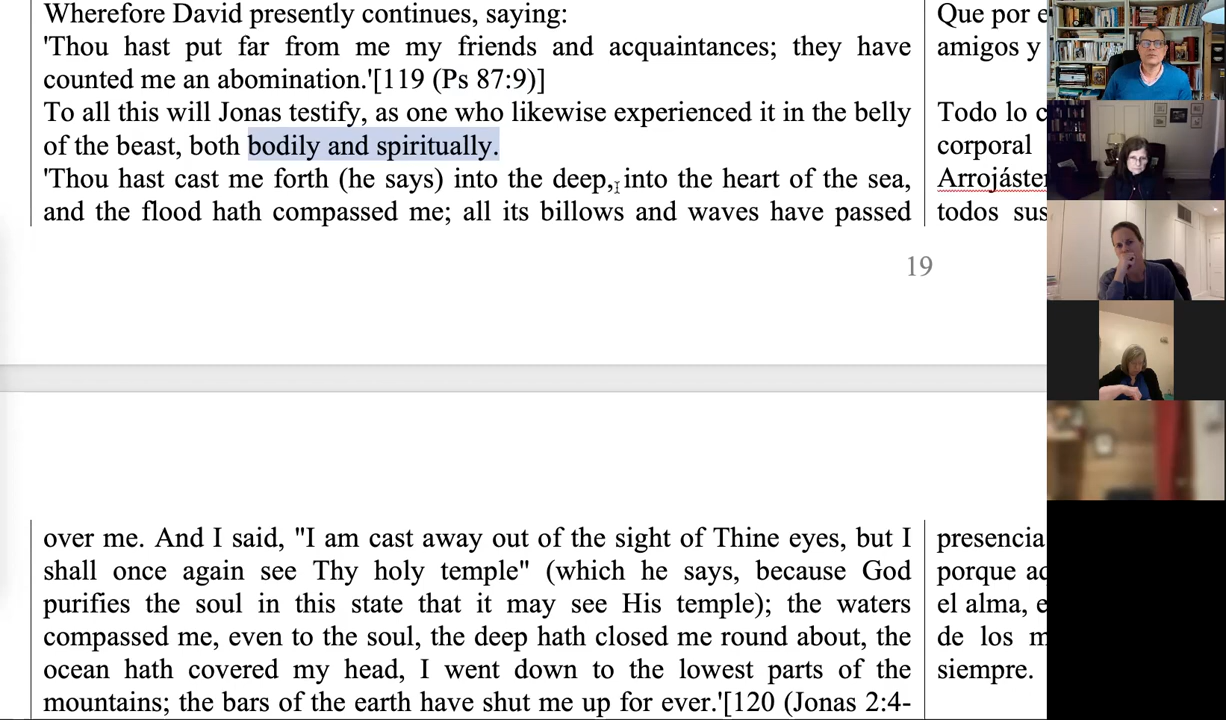 Wherefore David presently continues, saying:
'Thou hast put far from me my friends and acquaintances; they have
counted me an abomination.'[119 (Ps 87:9)]
To all this will Jonas testify, as one who likewise experienced it in the belly
of the beast, both bodily and spiritually.
'Thou hast cast me forth (he says) into the deep, into the heart of the sea,
and the flood hath compassed me; all its billows and waves have passed
Que por e
amigos y
Todo lo c
corporal
Arrojáster
todos sus
19
over me. And I said, "I am cast away out of the sight of Thine eyes, but I
shall once again see Thy holy temple" (which he says, because God
purifies the soul in this state that it may see His temple); the waters
compassed me, even to the soul, the deep hath closed me round about, the
ocean hath covered my head, I went down to the lowest parts of the
mountains; the bars of the earth have shut me up for ever.'[120 (Jonas 2:4-
presencia
porque ad
el alma, e
de los m
siempre.